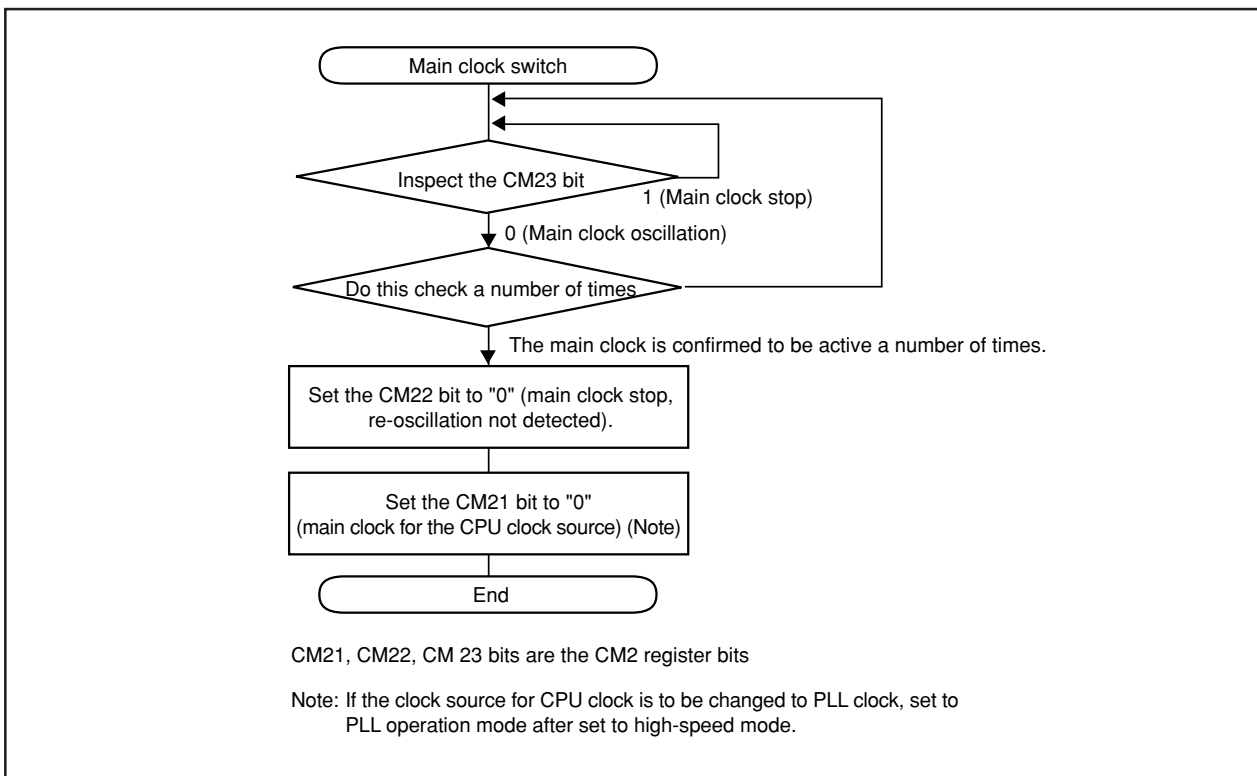 Main clock switch
Inspect the CM23 bit
1 (Main clock stop)
0 (Main clock oscillation)
Do this check a number of times
The main clock is confirmed to be active a number of times.
Set the CM22 bit to "0" (main clock stop,
re-oscillation not detected).
Set the CM21 bit to "0"
(main clock for the CPU clock source) (Note)
End
CM21, CM22, CM 23 bits are the CM2 register bits
Note: If the clock source for CPU clock is to be changed to PLL clock, set to
PLL operation mode after set to high-speed mode.